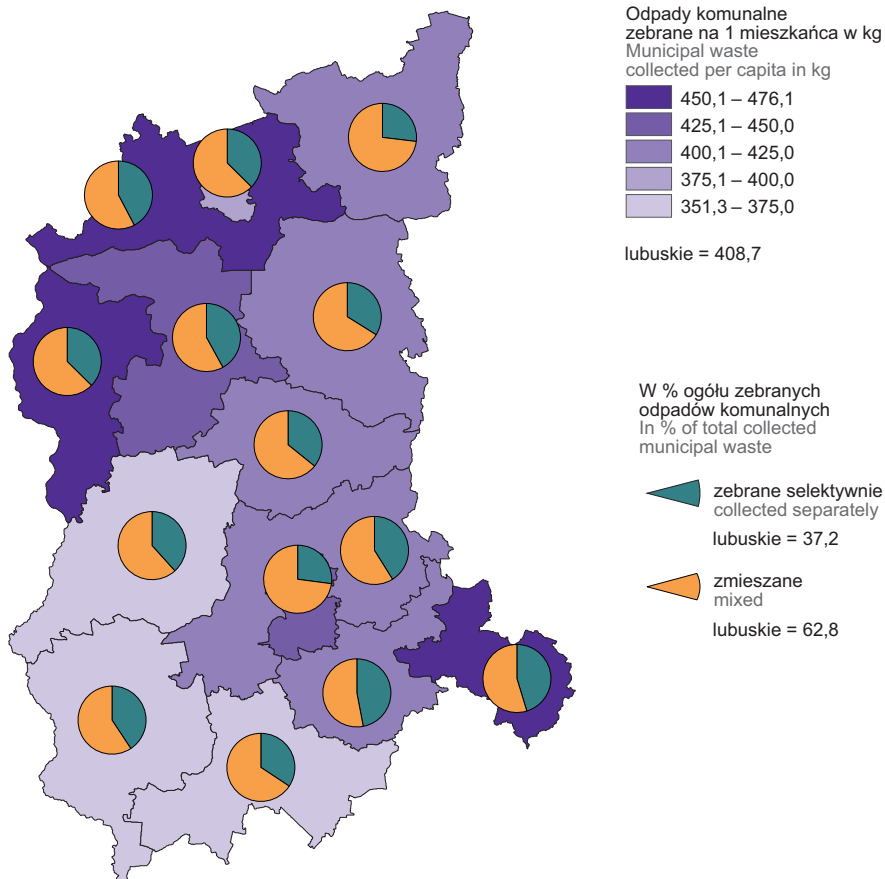 Odpady komunalne
zebrane na 1 mieszkańca w kg
Municipal waste
collected per capita in kg
450,1 – 476,1
425,1 – 450,0
400,1 – 425,0
375,1 – 400,0
351,3 – 375,0
lubuskie = 408,7
W % ogółu zebranych
odpadów komunalnych
In % of total collected
municipal waste
zebrane selektywnie
collected separately
lubuskie = 37,2
zmieszane
mixed
lubuskie = 62,8